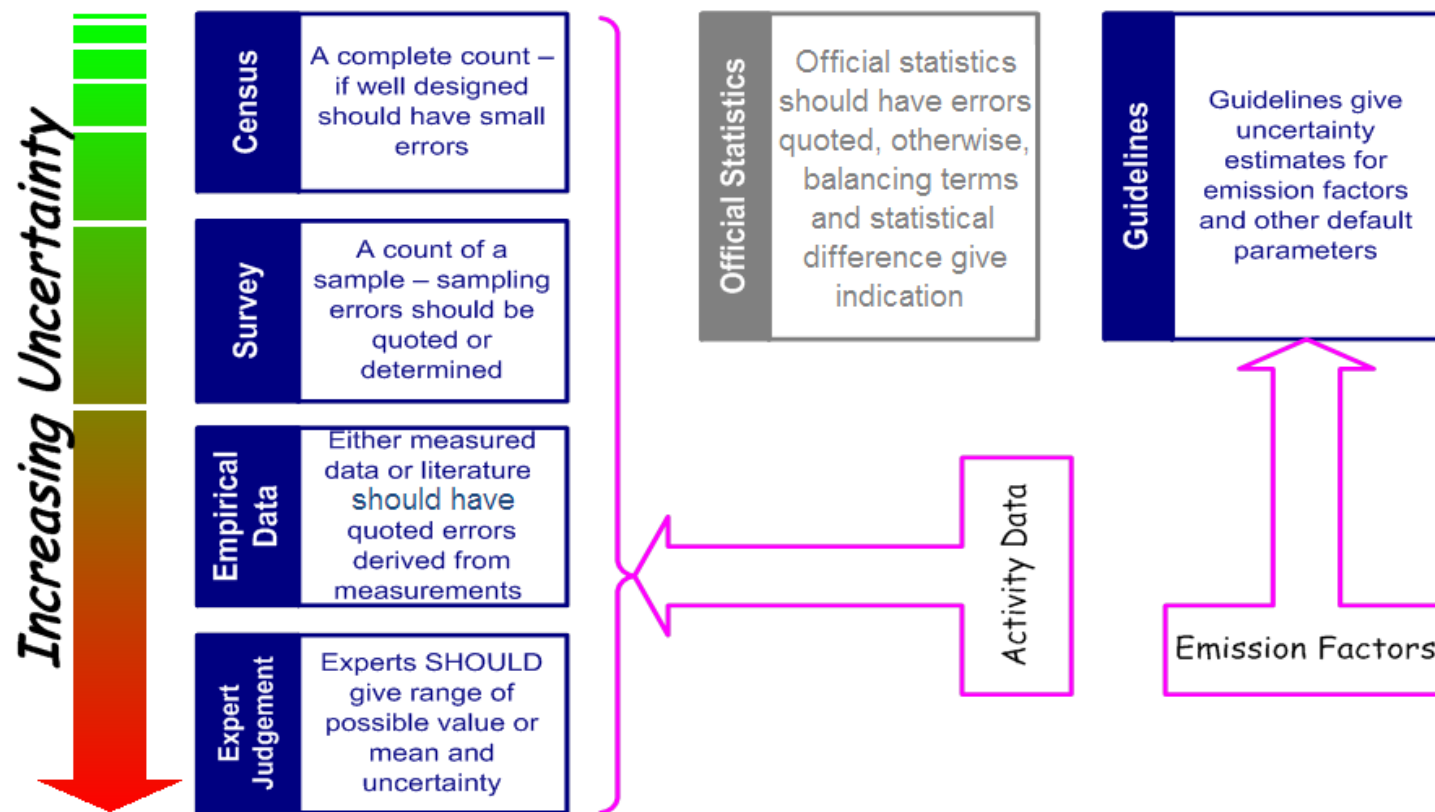 Increasing Uncertainty
Census
A complete count –
if well designed
should have small
errors
Survey
A count of a
sample – sampling
errors should be
quoted or
determined
Empirical
Data
Either measured
data or literature
should have
quoted errors
derived from
measurements
Expert
Judgement
Experts SHOULD
give range of
possible value or
mean and
uncertainty
Official Statistics
Official statistics
should have errors
quoted, otherwise,
balancing terms
and statistical
difference give
indication
Guidelines
Guidelines give
uncertainty
estimates for
emission factors
and other default
parameters
Activity Data
Emission Factors